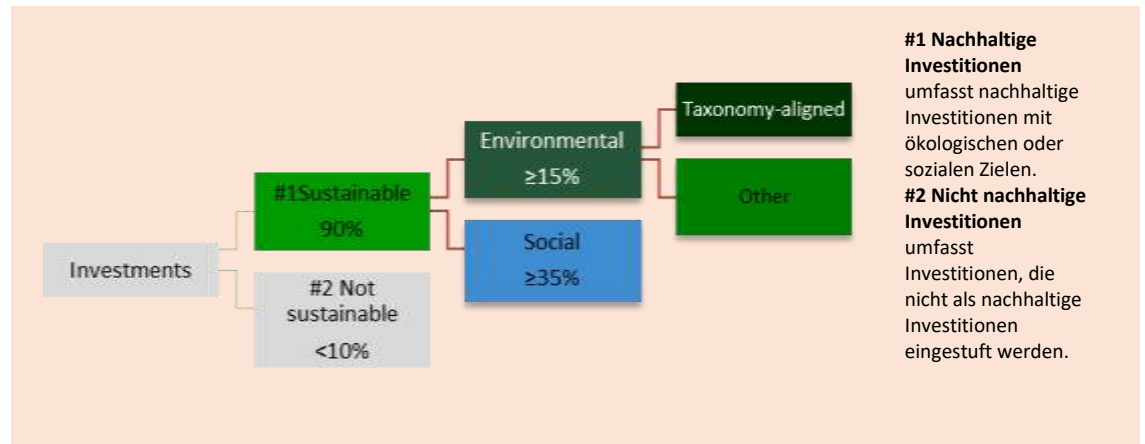 Investments
#1Sustainable
90%
#2 Not
sustainable
<10%
Environmental
≥15%
Social
≥35%
Taxonomy-aligned
Other
#1 Nachhaltige
Investitionen
umfasst nachhaltige
Investitionen mit
ökologischen oder
sozialen Zielen.
#2 Nicht nachhaltige
Investitionen
umfasst
Investitionen, die
nicht als nachhaltige
Investitionen
eingestuft werden.